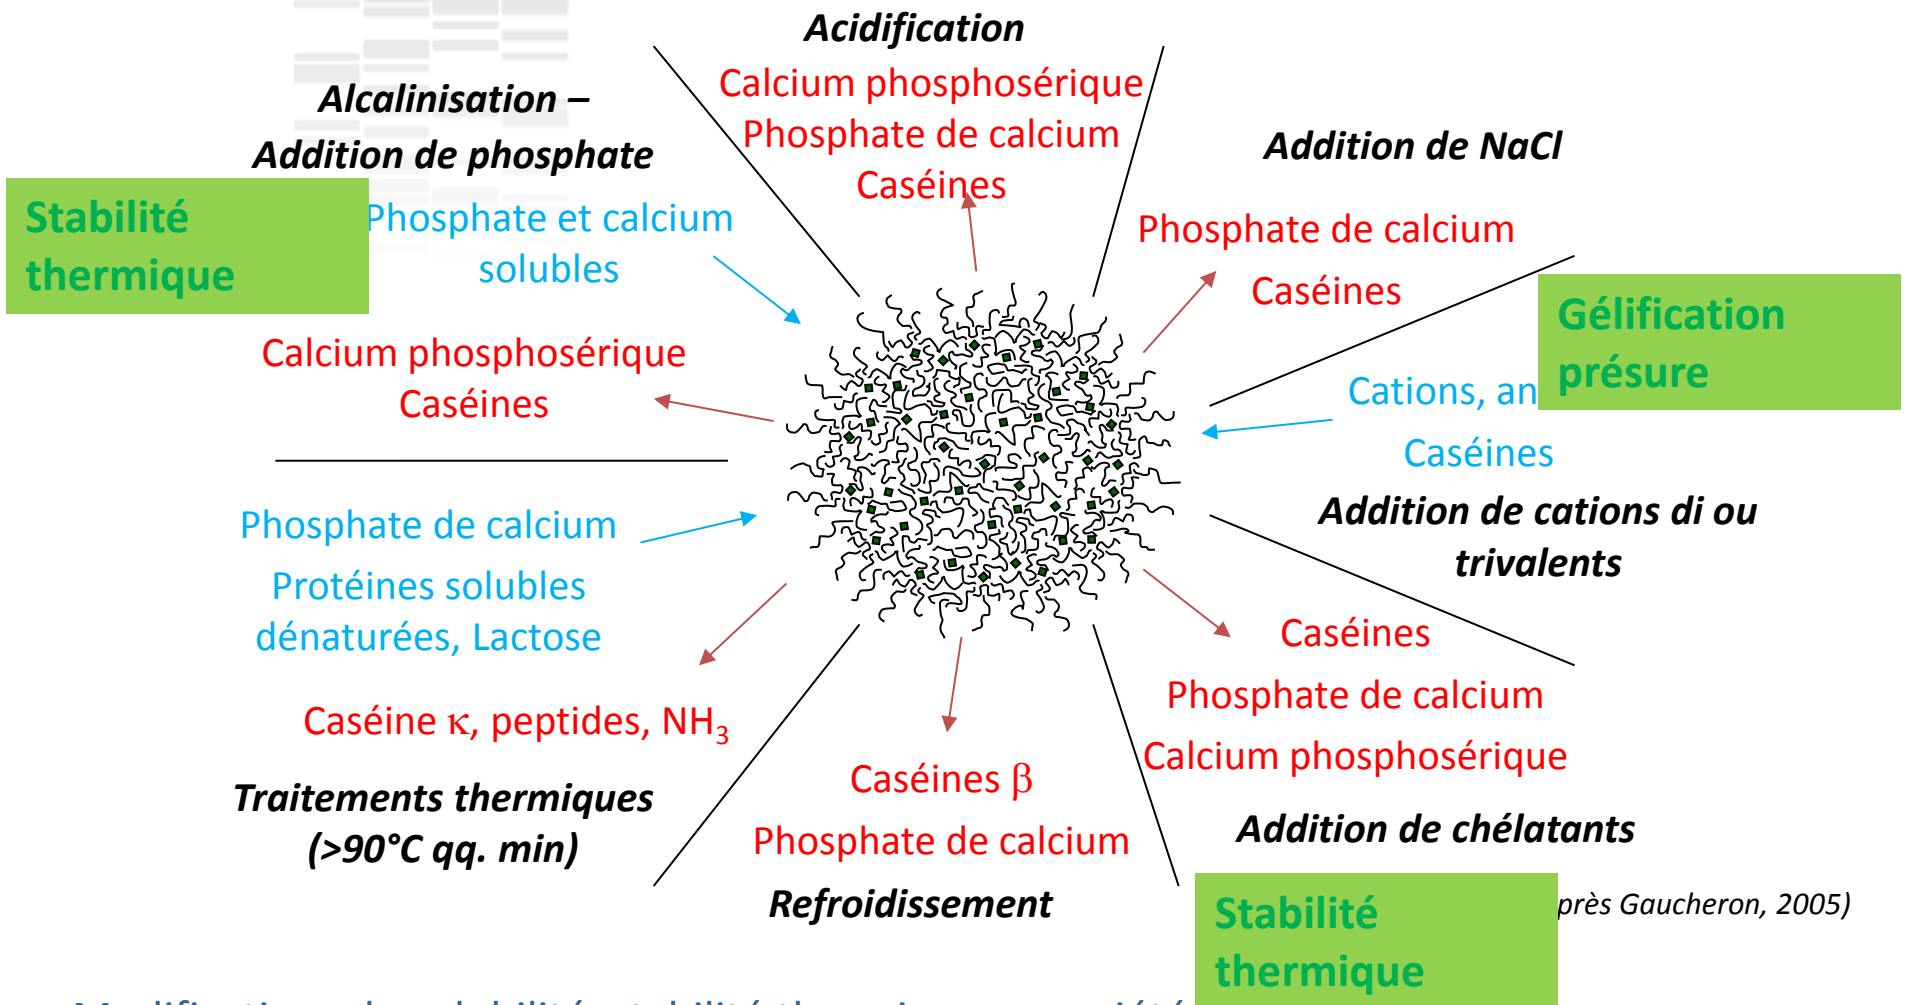 Acidification
Calcium phosphosérique
Phosphate de calcium
Caséines
Alcalinisation –
Addition de phosphate
Stabilité
thermique
Phosphate et calcium
solubles
Calcium phosphosérique
Caséines
Addition de NaCl
Phosphate de calcium
Caséines
Gélification
présure
Cations, an
Caséines
Addition de cations di ou
trivalents
Phosphate de calcium
Protéines solubles
dénaturées, Lactose
Caséine κ, peptides, NH₃
Traitements thermiques
(>90°C qq. min)
Caséines β
Phosphate de calcium
Refroidissement
Caséines
Phosphate de calcium
Calcium phosphosérique
Addition de chélatants
Stabilité
thermique
près Gaucheron, 2005)